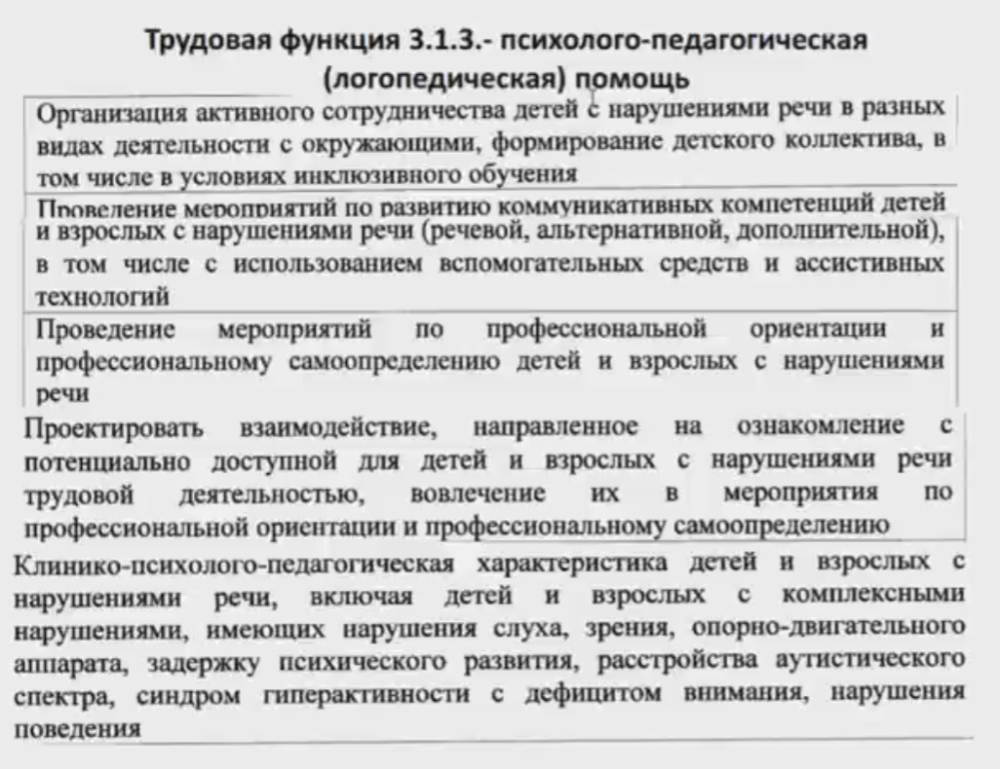 Трудовая функция 3.1.3.- психолого-педагогическая
(логопедическая) помощь
Организация активного сотрудничества детей с нарушениями речи в разных
видах деятельности с окружающими, формирование детского коллектива, в
том числе в условиях инклюзивного обучения
Проведение мероприятий по развитию коммуникативных компетенций детей
и взрослых с нарушениями речи (речевой, альтернативной, дополнительной),
в том числе с использованием вспомогательных средств и ассистивных
технологий
Проведение мероприятий по профессиональной ориентации и
профессиональному самоопределению детей и взрослых с нарушениями
речи
Проектировать взаимодействие, направленное на ознакомление с
потенциально доступной для детей и взрослых с нарушениями речи
трудовой деятельностью, вовлечение их в мероприятия по
профессиональной ориентации и профессиональному самоопределению
Клинико-психолого-педагогическая характеристика детей и взрослых с
нарушениями речи, включая детей и взрослых с комплексными
нарушениями, имеющих нарушения слуха, зрения, опорно-двигательного
аппарата, задержку психического развития, расстройства аутистического
спектра, синдром гиперактивности с дефицитом внимания, нарушения
поведения